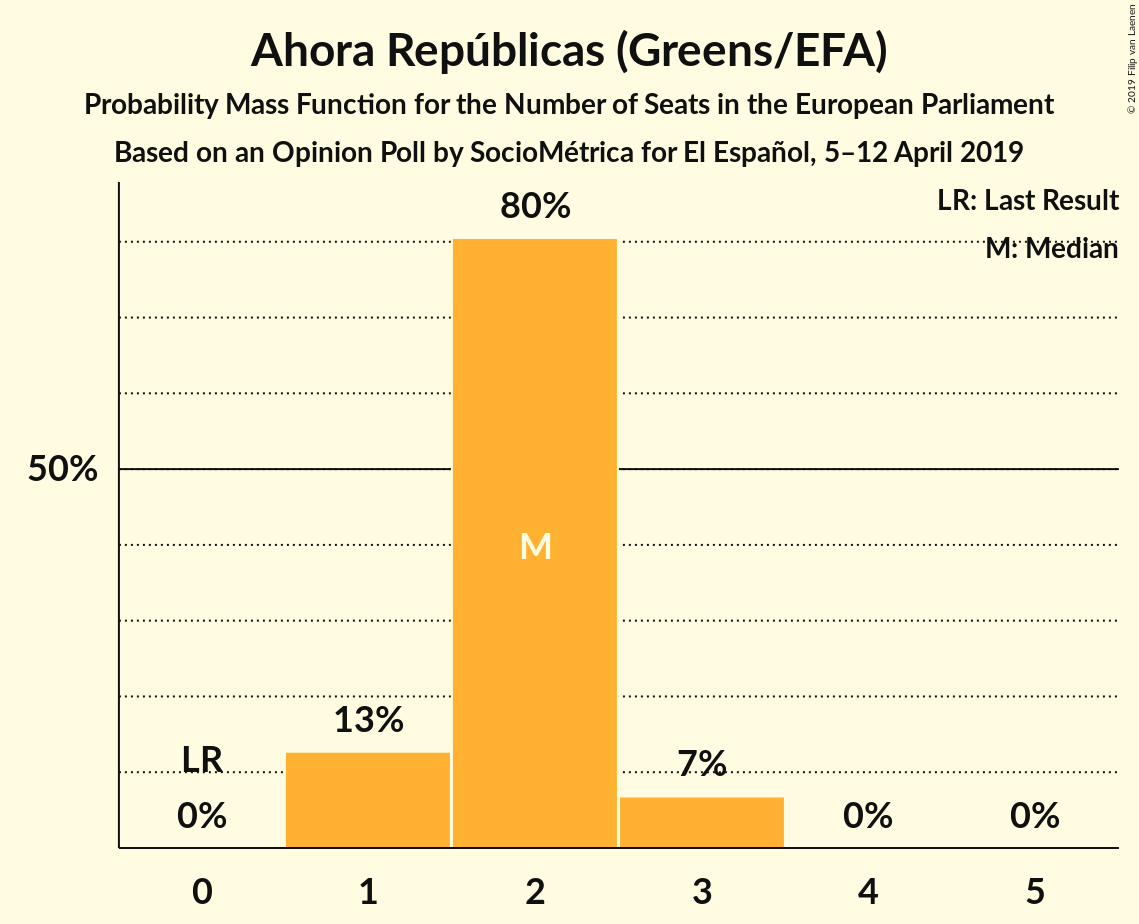 Ahora Repúblicas (Greens/EFA)
Probability Mass Function for the Number of Seats in the European Parliament
Based on an Opinion Poll by SocioMétrica for El Español, 5–12 April 2019
© 2019 Filip van Laenen
LR: Last Result
M: Median
80%
50%
M
13%
LR
7%
0%
0%
0%
0 1 2 3 4 5